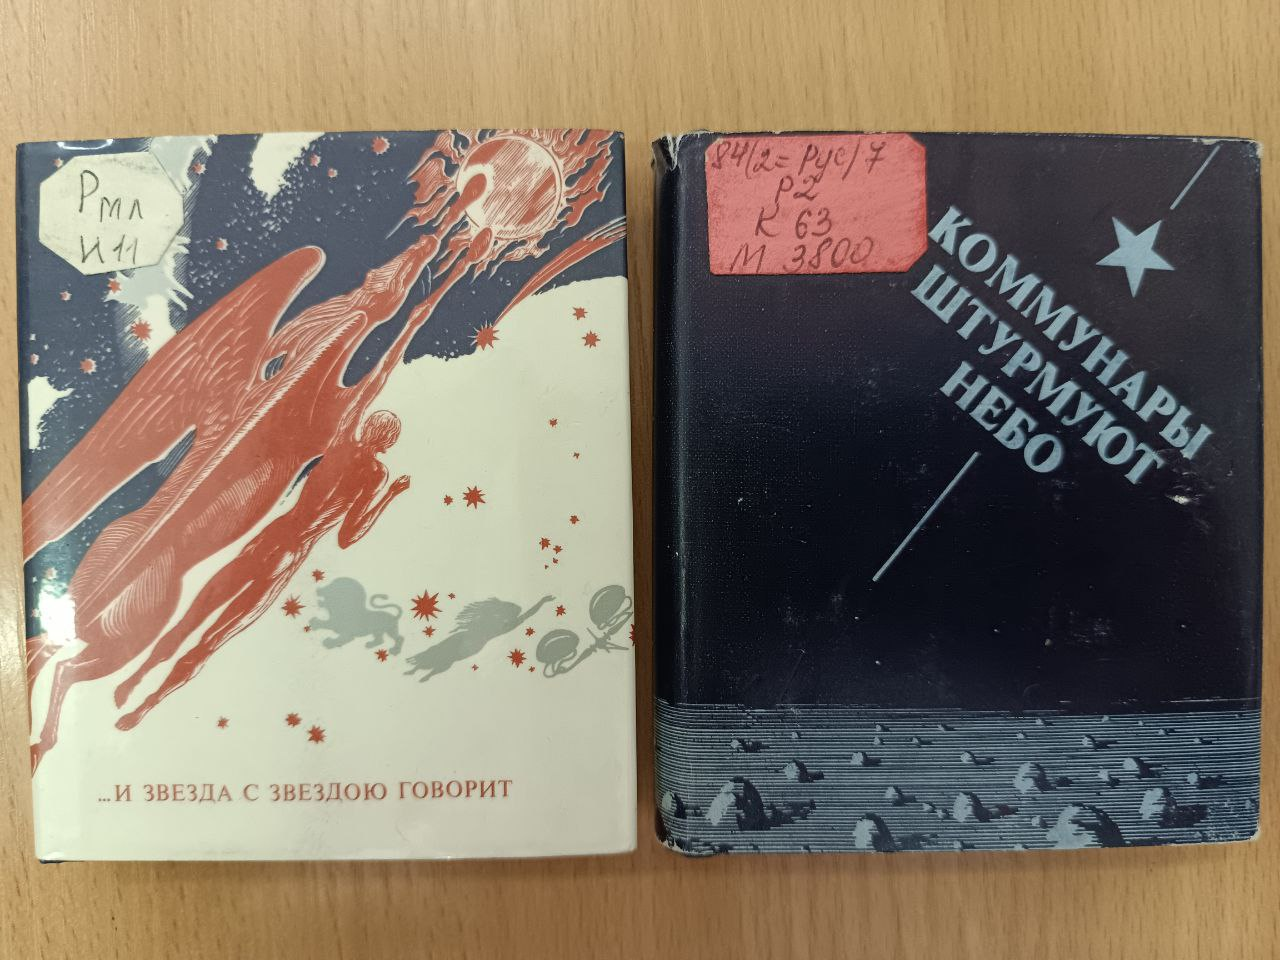 Рмл
И11
...И ЗВЕЗДА С ЗВЕЗДОЮ ГОВОРИТ
84(2=Рус)7
Р2
К 63
М 3800
КОММУНАРЫ
ШТУРМУЮТ
НЕБО